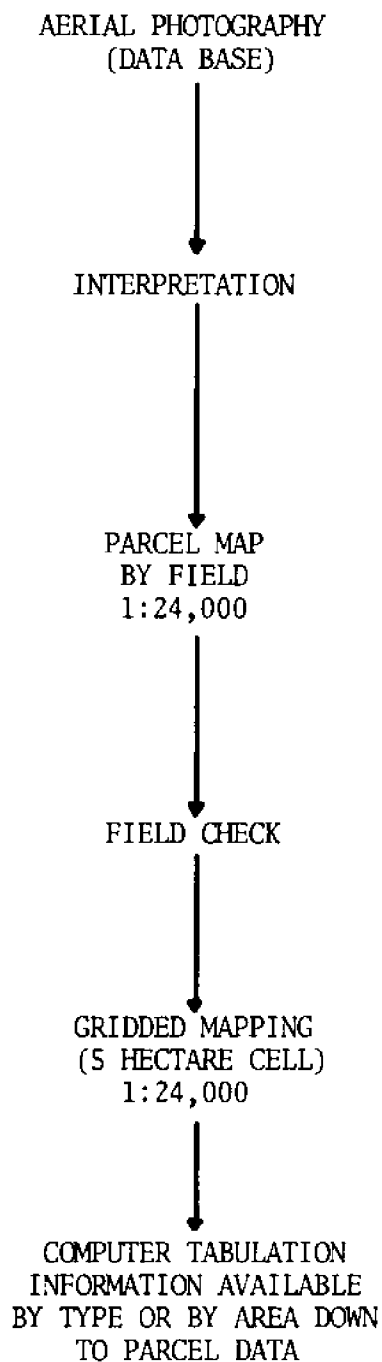 AERIAL PHOTOGRAPHY
(DATA BASE)
INTERPRETATION
PARCEL MAP
BY FIELD
1:24,000
FIELD CHECK
GRIDDED MAPPING
(5 HECTARE CELL)
1:24,000
COMPUTER TABULATION
INFORMATION AVAILABLE
BY TYPE OR BY AREA DOWN
TO PARCEL DATA